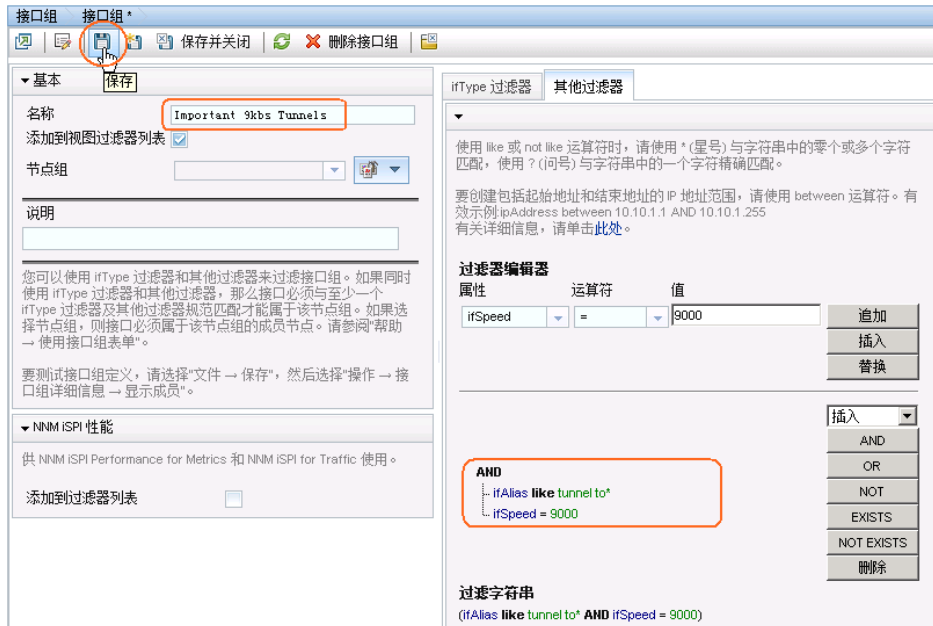 接口组 接口组 *
保存并关闭 删除接口组
保存
基本
名称 Important 9kbs Tunnels
添加到视图过滤器列表
节点组
说明
您可以使用 ifType 过滤器和其他过滤器来过滤接口组。如果同时
使用 ifType 过滤器和其他过滤器，那么接口必须与至少一个
ifType 过滤器及其他过滤器规范匹配才能属于该节点组。如果选
择节点组，则接口必须属于该节点组的成员节点。请参阅"帮助
→ 使用接口组表单"。
要测试接口组定义，请选择"文件 → 保存"，然后选择"操作 → 接
口组详细信息 → 显示成员"。
NNM iSPI 性能
供 NNM iSPI Performance for Metrics 和 NNM iSPI for Traffic 使用。
添加到过滤器列表
ifType 过滤器 其他过滤器
使用 like 或 not like 运算符时，请使用 * (星号) 与字符串中的零个或多个字符
匹配，使用 ? (问号) 与字符串中的一个字符精确匹配。
要创建包括起始地址和结束地址的 IP 地址范围，请使用 between 运算符。有
效示例:ipAddress between 10.10.1.1 AND 10.10.1.255
有关详细信息，请单击此处。
过滤器编辑器
属性 运算符 值
ifSpeed = 9000
追加
插入
替换
插入
AND
OR
NOT
EXISTS
NOT EXISTS
删除
AND
ifAlias like tunnel to*
ifSpeed = 9000
过滤字符串
(ifAlias like tunnel to* AND ifSpeed = 9000)